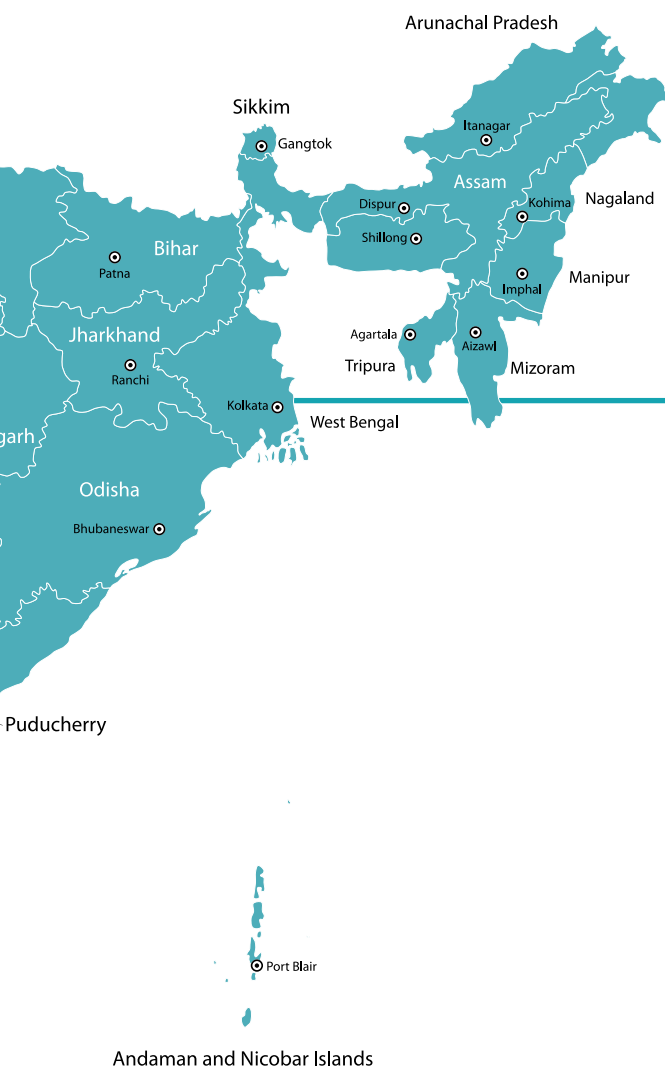 Arunachal Pradesh
Sikkim
Itanagar
Gangtok
Assam
Nagaland
Kohima
Dispur
Shillong
Bihar
Patna
Manipur
Imphal
Jharkhand
Agartala
Aizawl
Tripura
Mizoram
Ranchi
Kolkata
West Bengal
garh
Odisha
Bhubaneswar
Puducherry
Port Blair
Andaman and Nicobar Islands